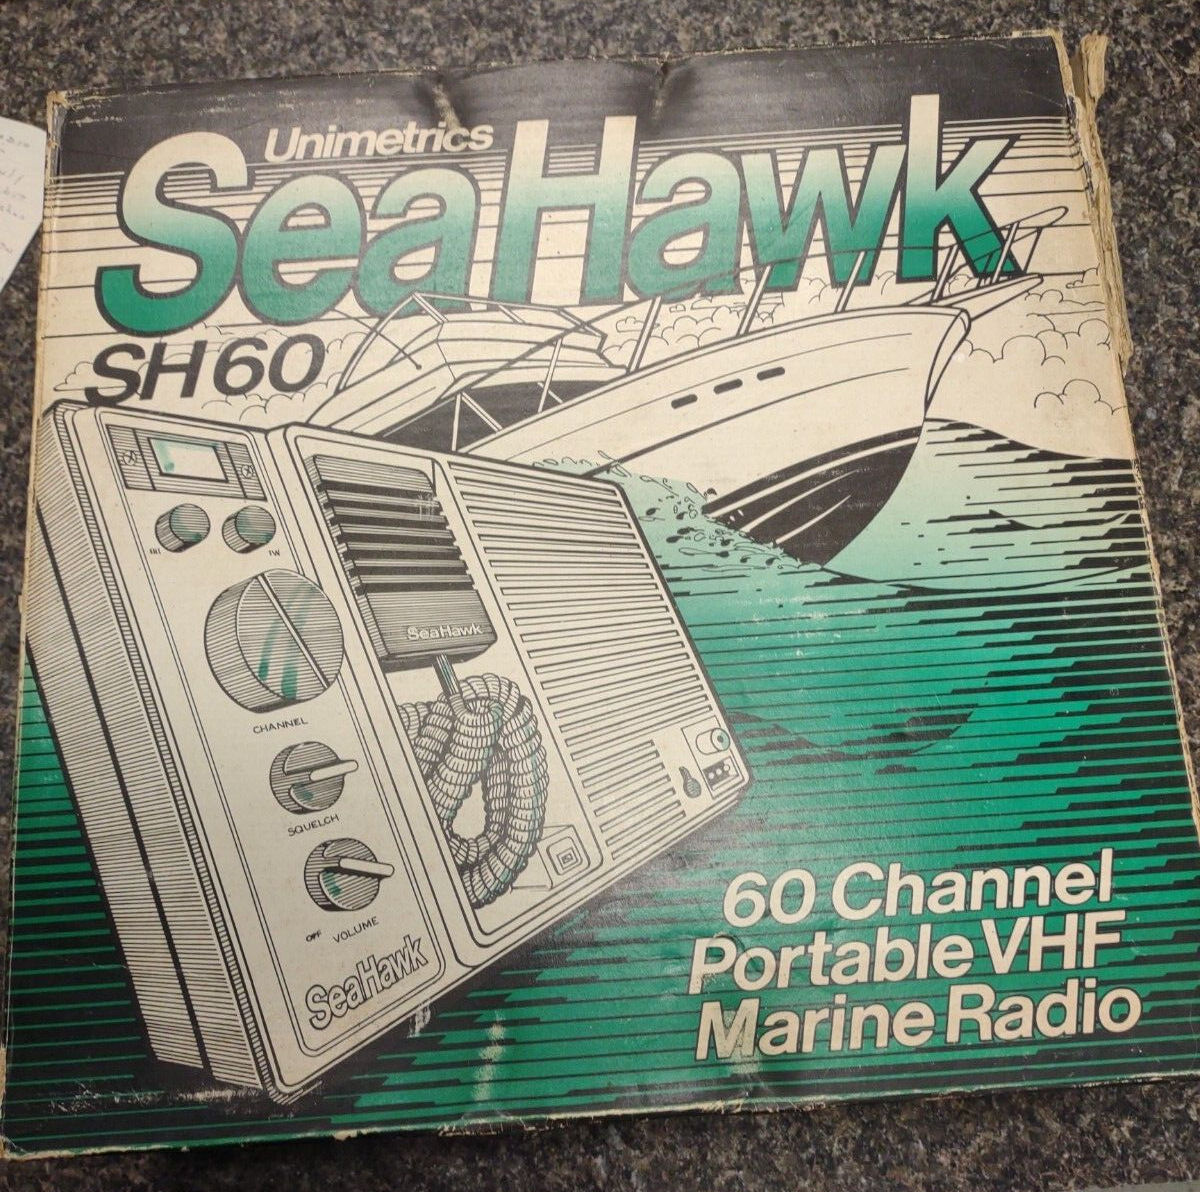 Unimetrics
SeaHawk
SH60
SeaHawk
CHANNEL
SQUELCH
OFF VOLUME
SeaHawk
60 Channel
Portable VHF
Marine Radio